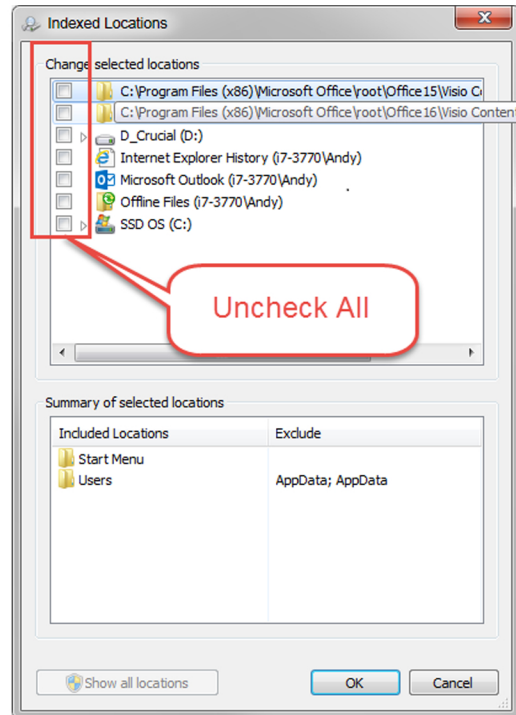 Indexed Locations
Change selected locations
C:\Program Files (x86)\Microsoft Office\root\Office15\Visio C
C:\Program Files (x86)\Microsoft Office\root\Office16\Visio Content
D_Crucial (D:)
Internet Explorer History (i7-3770\Andy)
Microsoft Outlook (i7-3770\Andy)
Offline Files (i7-3770\Andy)
SSD OS (C:)
Uncheck All
Summary of selected locations
Included Locations Exclude
Start Menu
Users AppData; AppData
Show all locations OK Cancel